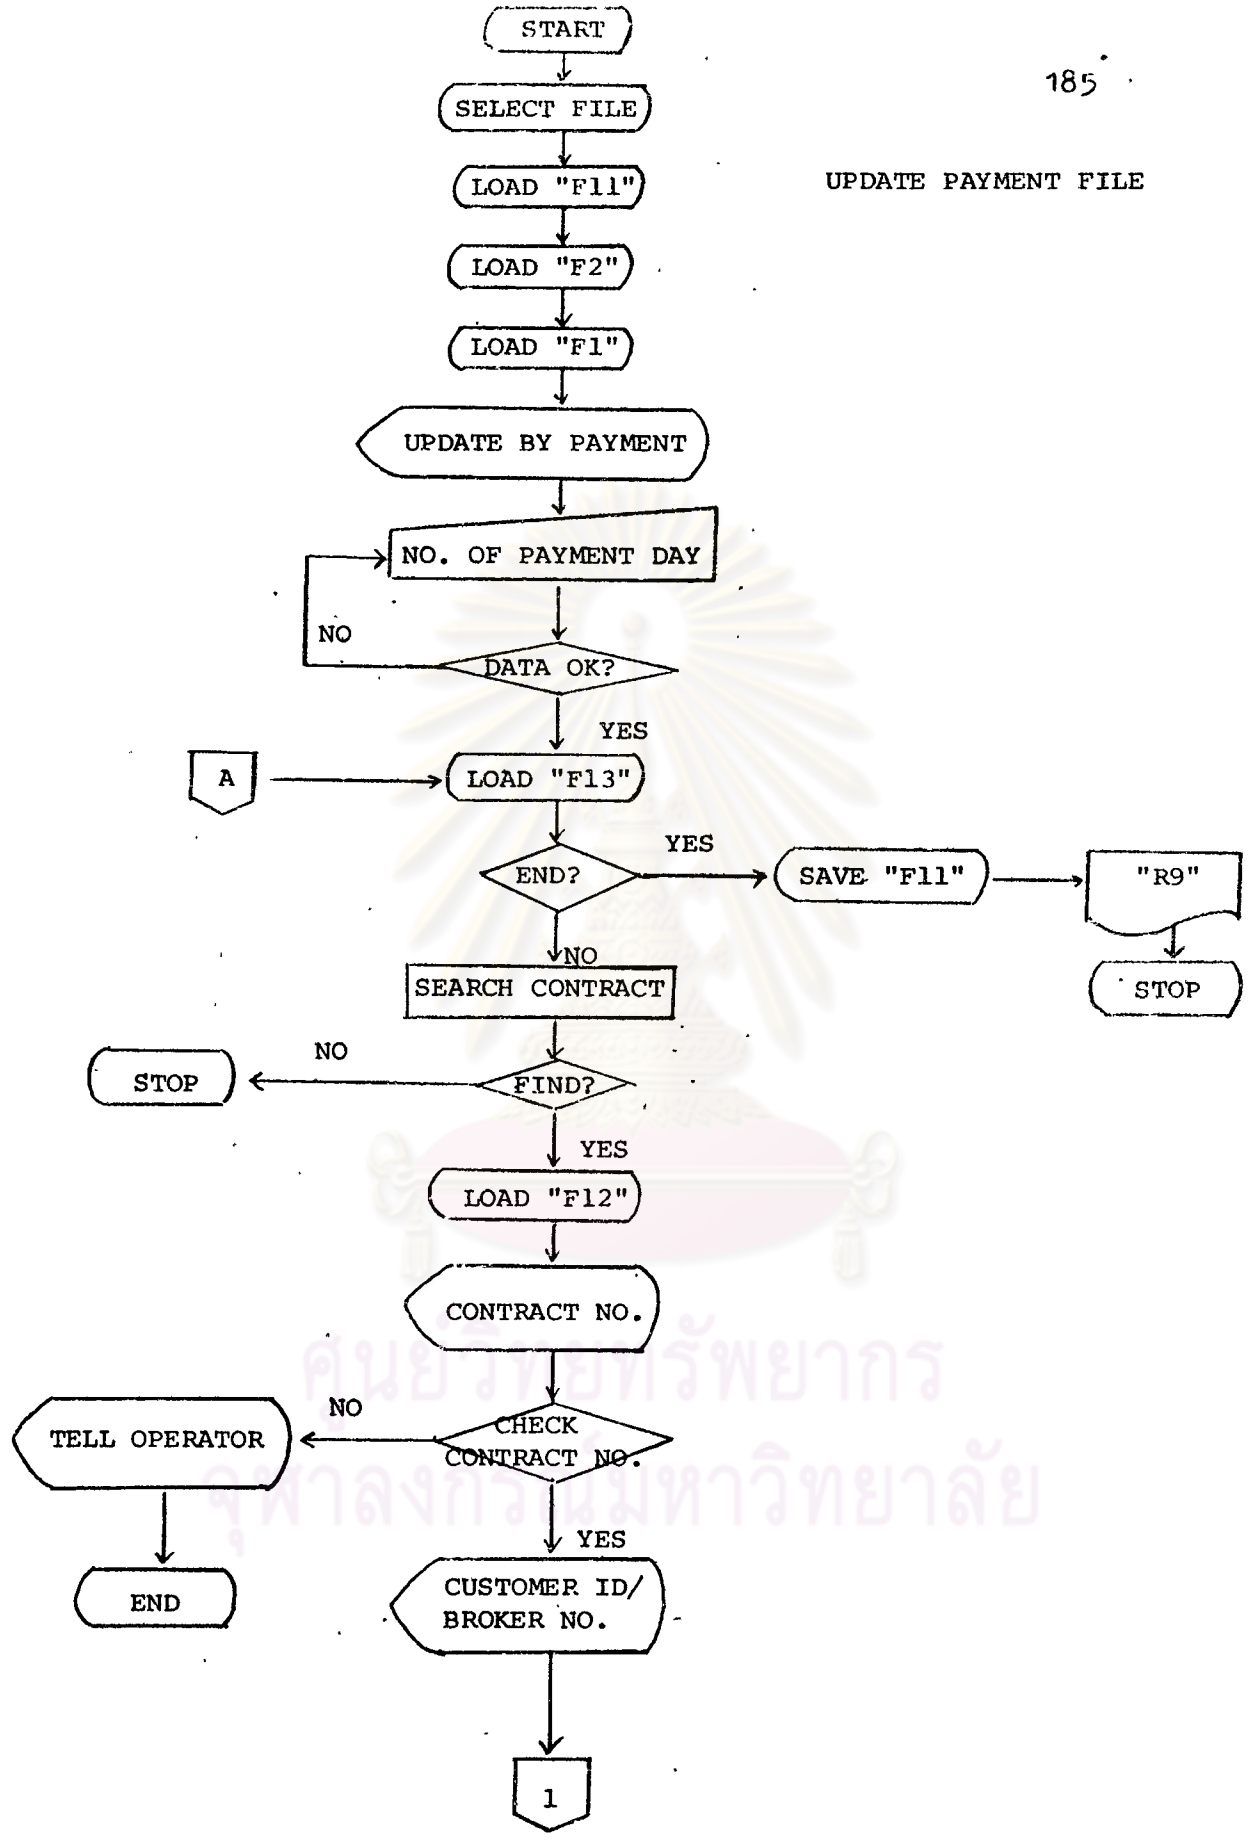 START
185
SELECT FILE
LOAD "F11"
UPDATE PAYMENT FILE
LOAD "F2"
LOAD "F1"
UPDATE BY PAYMENT
NO. OF PAYMENT DAY
NO
DATA OK?
YES
A
LOAD "F13"
YES
END?
SAVE "F11"
"R9"
NO
SEARCH CONTRACT
STOP
NO
STOP
FIND?
YES
LOAD "F12"
CONTRACT NO.
ศูนย์วิทยทรัพยากร
NO
TELL OPERATOR
CHECK
CONTRACT NO.
จุฬาลงกรณ์มหาวิทยาลัย
YES
END
CUSTOMER ID/
BROKER NO.
1